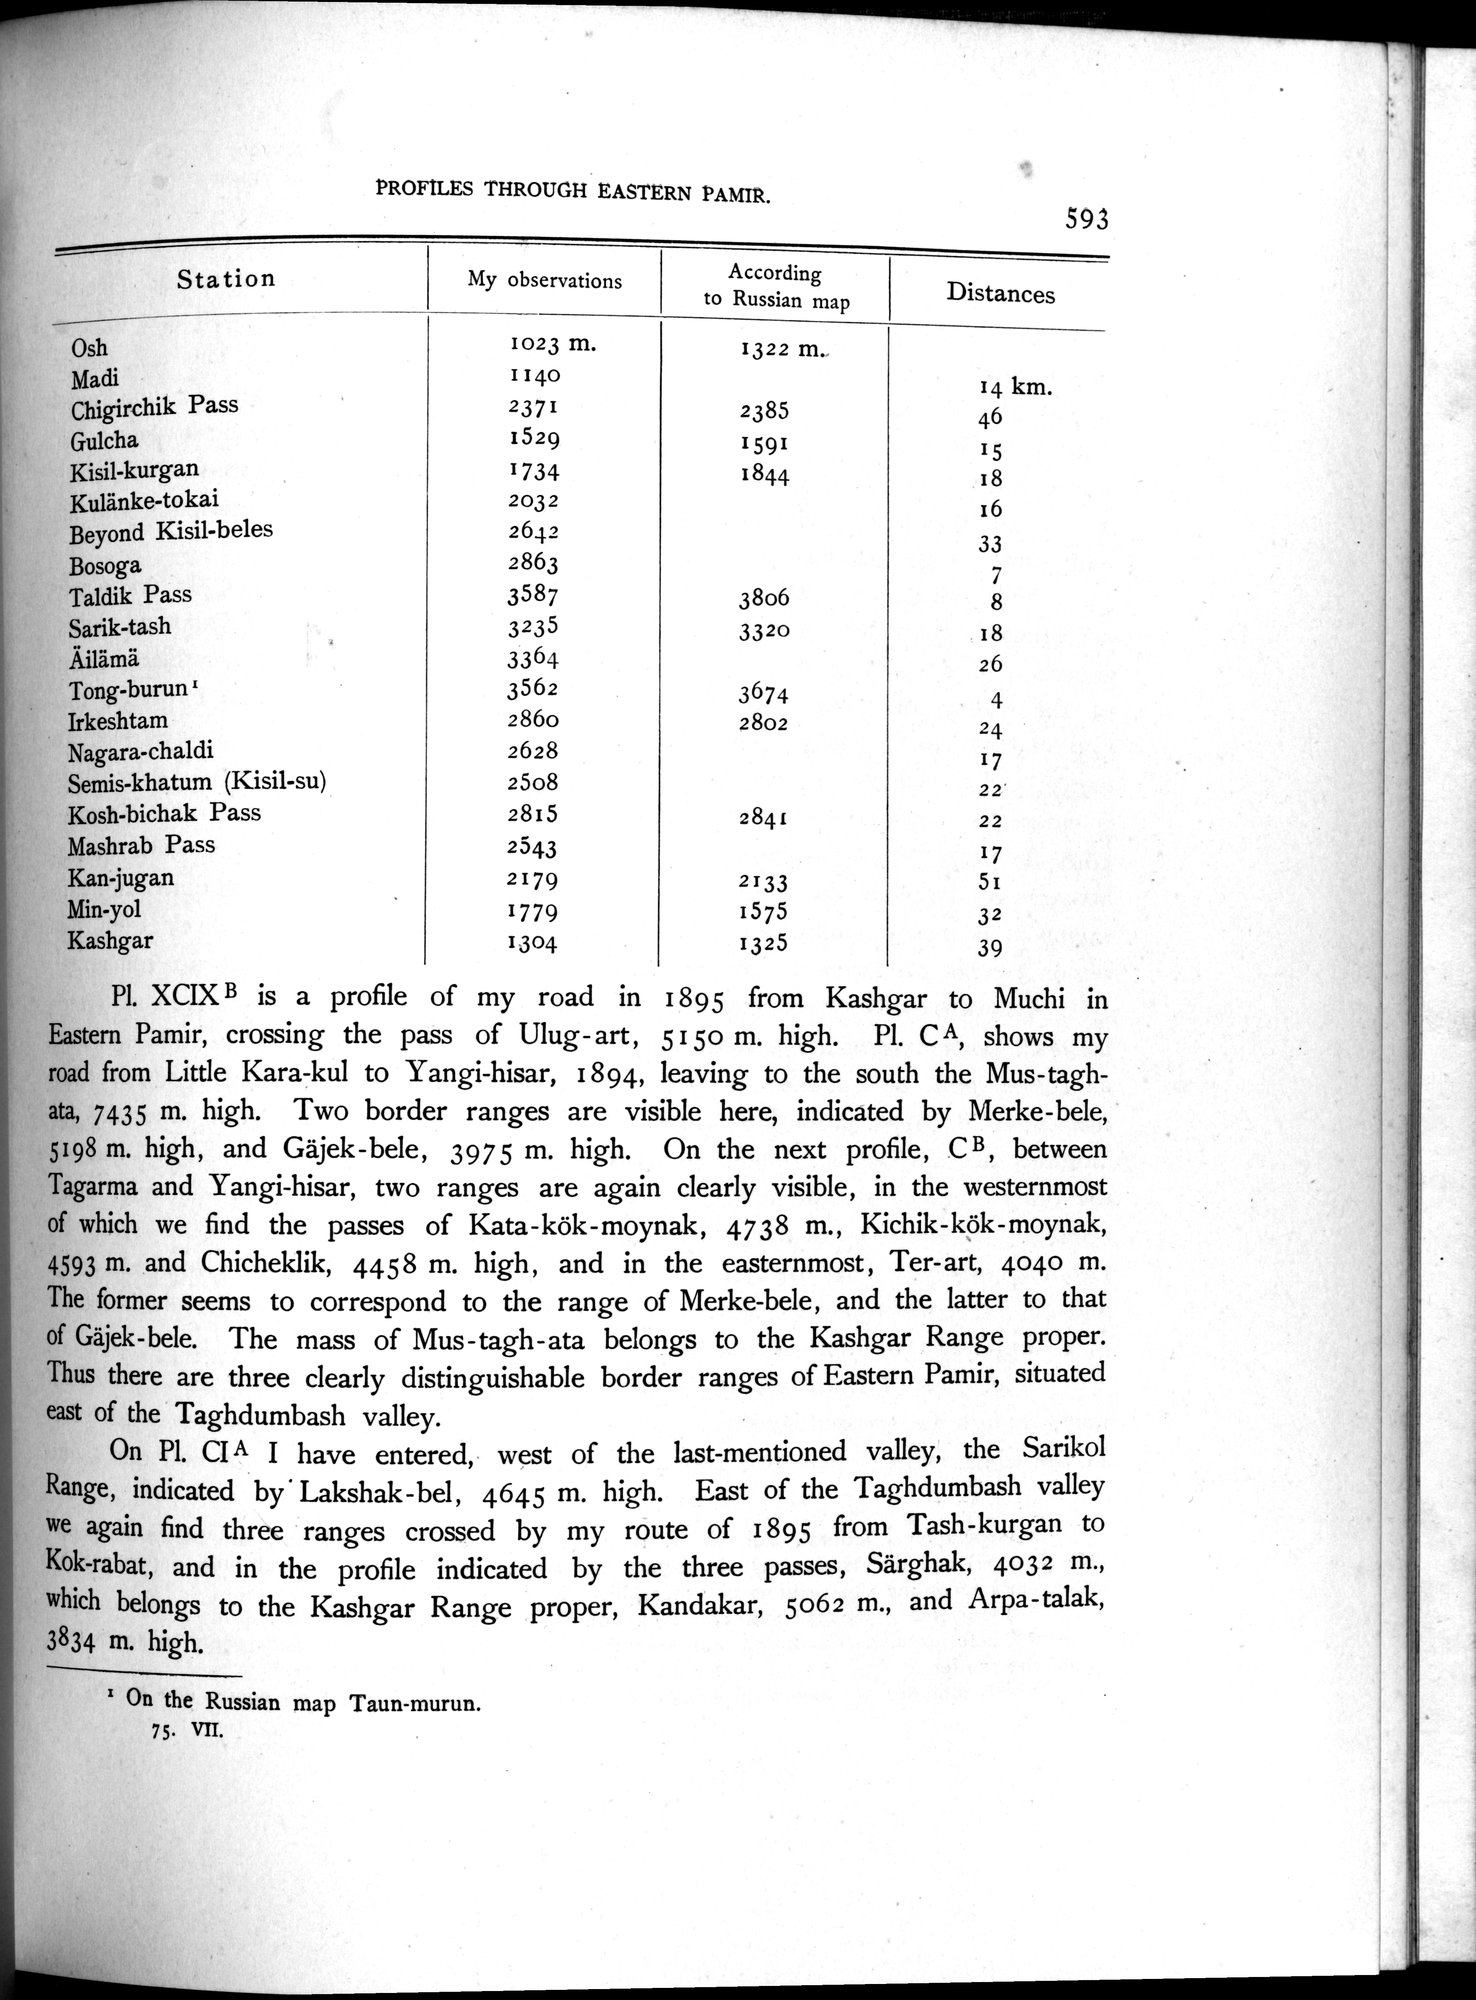 PROFILES THROUGH EASTERN PAMIR.
593
Station My observations According to Russian map Distances
Osh 1023 m. 1322 m.
Madi 1140 14 km.
Chigirchik Pass 2371 2385 46
Gulcha 1529 1591 15
Kisil-kurgan 1734 1844 18
Kulänke-tokai 2032 16
Beyond Kisil-beles 2642 33
Bosoga 2863 7
Taldik Pass 3587 3806 8
Sarik-tash 3235 3320 18
Äilämä 3364 26
Tong-burun¹ 3562 3674 4
Irkeshtam 2860 2802 24
Nagara-chaldi 2628 17
Semis-khatum (Kisil-su) 2508 22
Kosh-bichak Pass 2815 2841 22
Mashrab Pass 2543 17
Kan-jugan 2179 2133 51
Min-yol 1779 1575 32
Kashgar 1304 1325 39
Pl. XCIX B is a profile of my road in 1895 from Kashgar to Muchi in
Eastern Pamir, crossing the pass of Ulug-art, 5150 m. high. Pl. C A, shows my
road from Little Kara-kul to Yangi-hisar, 1894, leaving to the south the Mus-tagh-
ata, 7435 m. high. Two border ranges are visible here, indicated by Merke-bele,
5198 m. high, and Gäjek-bele, 3975 m. high. On the next profile, C B, between
Tagarma and Yangi-hisar, two ranges are again clearly visible, in the westernmost
of which we find the passes of Kata-kök-moynak, 4738 m., Kichik-kök-moynak,
4593 m. and Chicheklik, 4458 m. high, and in the easternmost, Ter-art, 4040 m.
The former seems to correspond to the range of Merke-bele, and the latter to that
of Gäjek-bele. The mass of Mus-tagh-ata belongs to the Kashgar Range proper.
Thus there are three clearly distinguishable border ranges of Eastern Pamir, situated
east of the Taghdumbash valley.
On Pl. CI A I have entered, west of the last-mentioned valley, the Sarikol
Range, indicated by Lakshak-bel, 4645 m. high. East of the Taghdumbash valley
we again find three ranges crossed by my route of 1895 from Tash-kurgan to
Kok-rabat, and in the profile indicated by the three passes, Särghak, 4032 m.,
which belongs to the Kashgar Range proper, Kandakar, 5062 m., and Arpa-talak,
3834 m. high.
¹ On the Russian map Taun-murun.
75. VII.